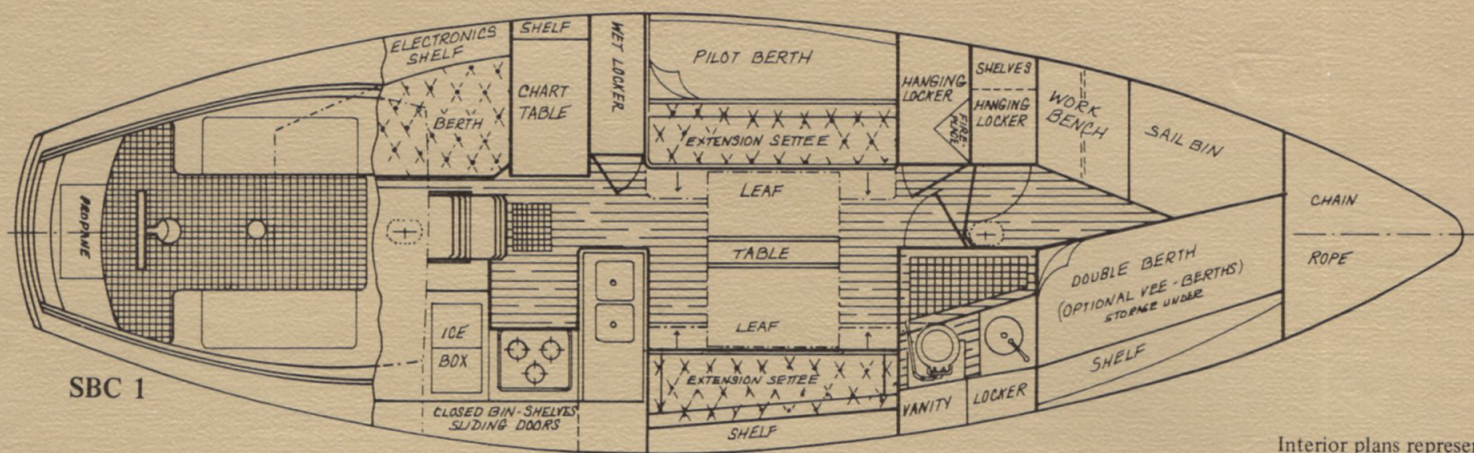 ELECTRONICS
SHELF
BERTH
SHELF
CHART
TABLE
WET LOCKER
PILOT BERTH
EXTENSION SETTEE
HANGING
LOCKER
FIRE-
PLACE
SHELVES
HANGING
LOCKER
WORK
BENCH
SAIL BIN
CHAIN
ROPE
PROPANE
LEAF
TABLE
LEAF
DOUBLE BERTH
(OPTIONAL VEE-BERTHS)
STORAGE UNDER
SHELF
ICE
BOX
EXTENSION SETTEE
SHELF
VANITY
LOCKER
CLOSED BIN-SHELVES
SLIDING DOORS
SBC 1
Interior plans represen